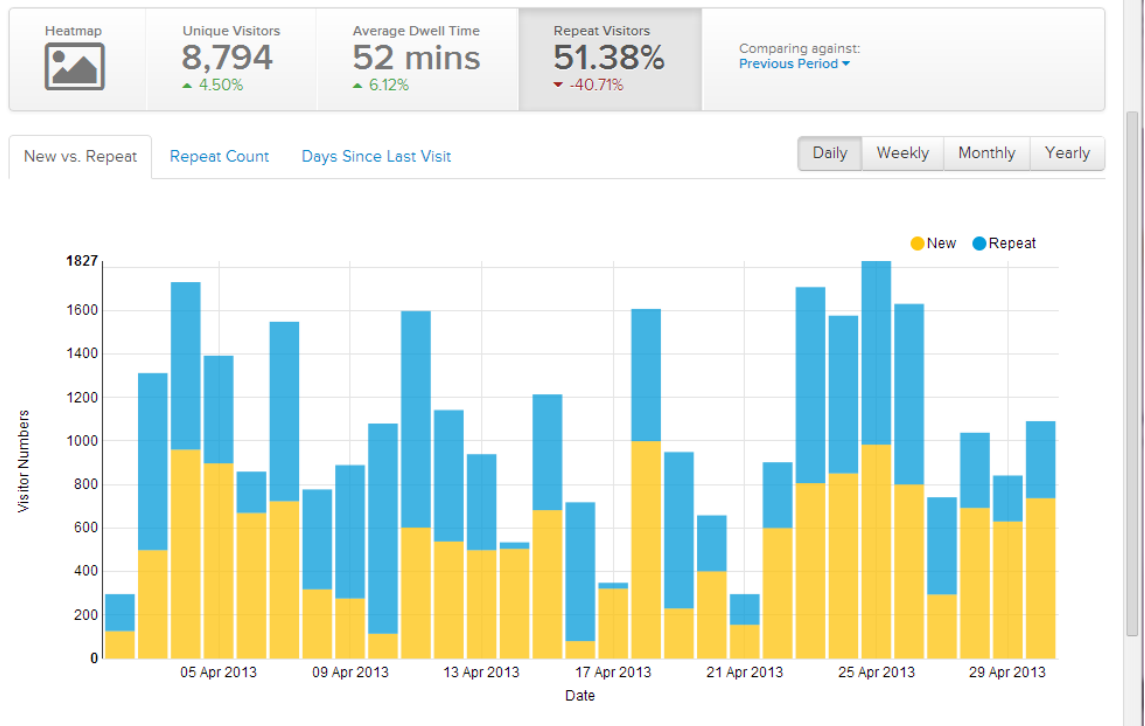 Heatmap
Unique Visitors
8,794
4.50%
Average Dwell Time
52 mins
6.12%
Repeat Visitors
51.38%
-40.71%
Comparing against:
Previous Period
New vs. Repeat
Repeat Count
Days Since Last Visit
Daily
Weekly
Monthly
Yearly
New
Repeat
1827
1600
1400
1200
1000
800
600
400
200
0
Visitor Numbers
05 Apr 2013
09 Apr 2013
13 Apr 2013
17 Apr 2013
21 Apr 2013
25 Apr 2013
29 Apr 2013
Date